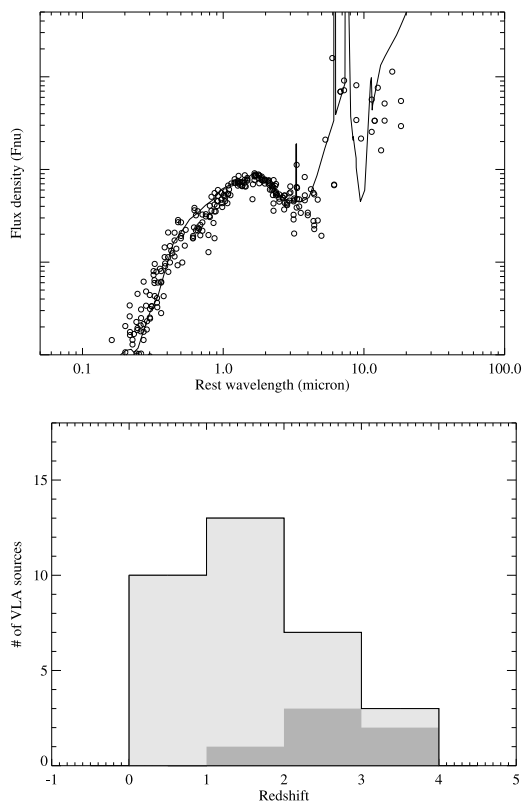 Flux density (Fnu)
0.1 1.0 10.0 100.0
Rest wavelength (micron)
# of VLA sources
15
10
5
0
-1 0 1 2 3 4 5
Redshift